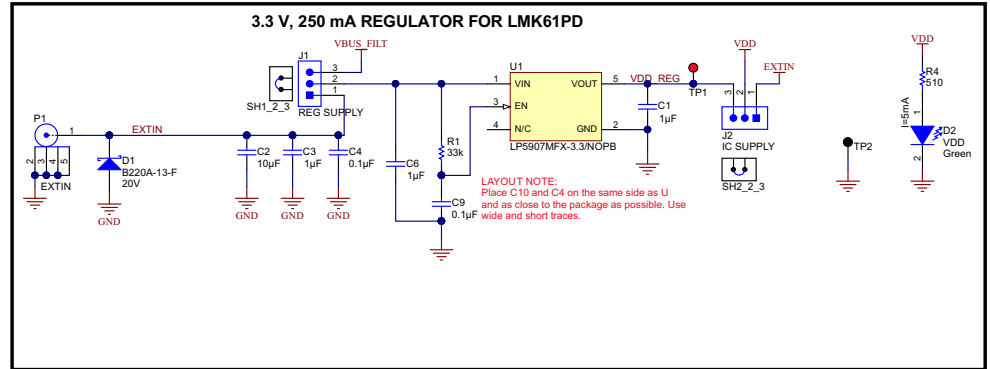 3.3 V, 250 mA REGULATOR FOR LMK61PD
VBUS_FILT
J1
3
2
1
SH1_2_3
REG SUPPLY
P1
1
EXTIN
2
3
4
5
EXTIN
D1
B220A-13-F
20V
GND
C2
10µF
GND
C3
1µF
GND
C4
0.1µF
GND
C6
1µF
R1
33k
C9
0.1µF
U1
1
VIN
VOUT
5
3
EN
4
N/C
GND
2
LP5907MFX-3.3/NOPB
LAYOUT NOTE:
Place C10 and C4 on the same side as U
and as close to the package as possible. Use
wide and short traces.
VDD_REG
C1
1µF
TP1
VDD
EXTIN
3
2
1
J2
IC SUPPLY
SH2_2_3
TP2
VDD
R4
510
I=5mA
1
D2
VDD
Green
2